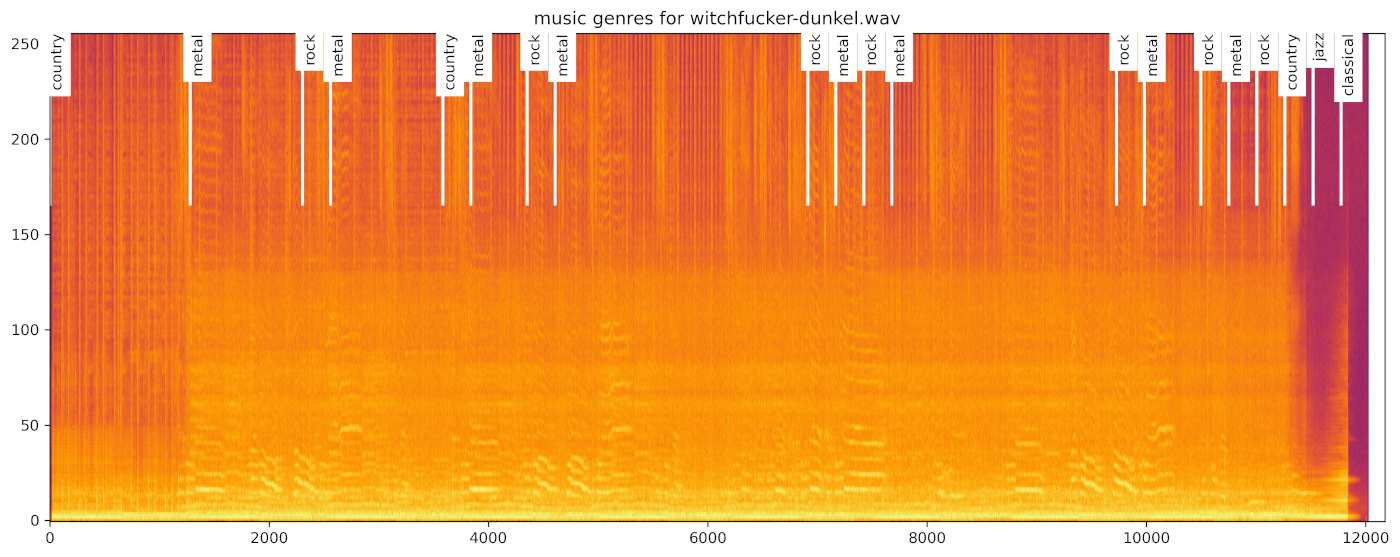 music genres for witchfucker-dunkel.wav
250
200
150
100
50
0
country
metal
rock
metal
country
metal
rock
metal
rock
metal
rock
metal
rock
metal
rock
metal
rock
country
jazz
classical
0
2000
4000
6000
8000
10000
12000